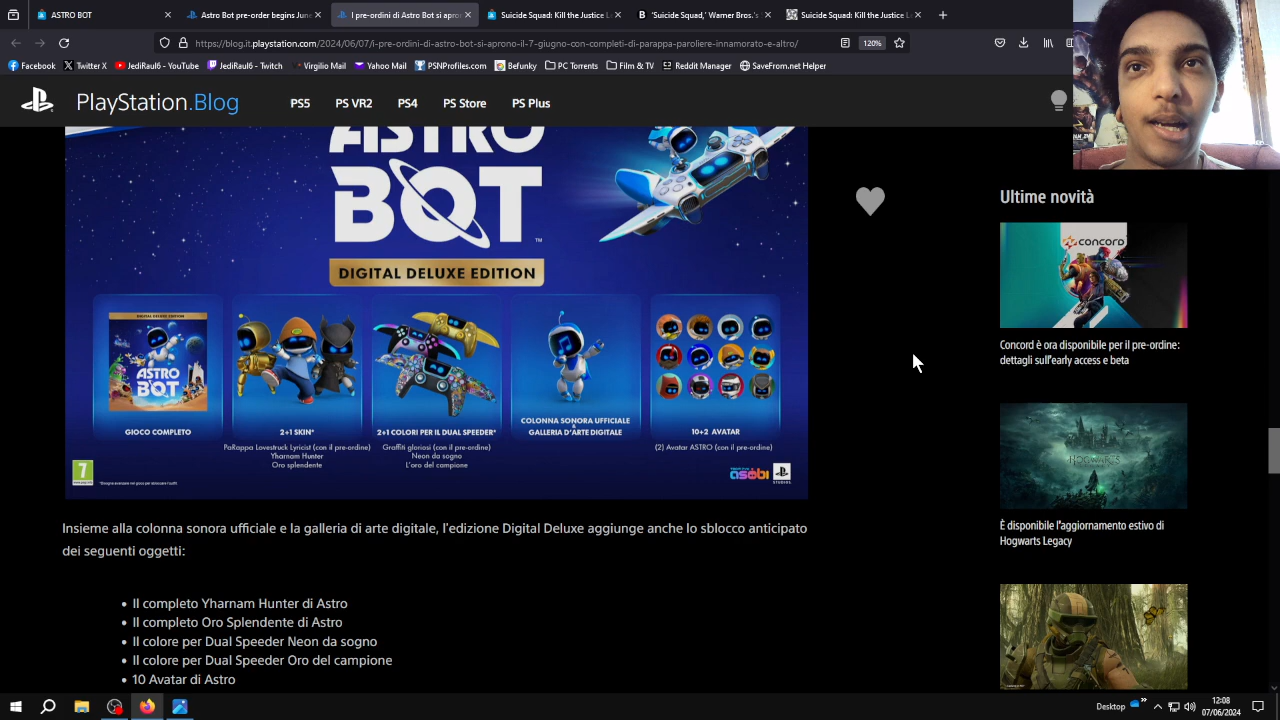 ASTRO BOT
Astro Bot pre-order begins June
I pre-ordini di Astro Bot si apro
Suicide Squad: Kill the Justice L
'Suicide Squad,' Warner Bros.'s
Suicide Squad: Kill the Justice L
https://blog.it.playstation.com/2024/06/07/i-pre-ordini-di-astro-bot-si-aprono-il-7-giugno-con-completi-di-parappa-paroliere-innamorato-e-altro/
120%
Facebook
Twitter X
JediRaul6 - YouTube
JediRaul6 - Twitch
Virgilio Mail
Yahoo Mail
PSNProfiles.com
Befunky
PC Torrents
Film & TV
Reddit Manager
SaveFrom.net Helper
PlayStation.Blog
PS5
PS VR2
PS4
PS Store
PS Plus
ASTRO
BOT
TM
DIGITAL DELUXE EDITION
DIGITAL DELUXE EDITION
ASTRO
BOT
GIOCO COMPLETO
2+1 SKIN*
PaRappa Lovestruck Lyricist (con il pre-ordine)
Yharnam Hunter
Oro splendente
2+1 COLORI PER IL DUAL SPEEDER*
Graffiti gloriosi (con il pre-ordine)
Neon da sogno
L'oro del campione
COLONNA SONORA UFFICIALE
GALLERIA D'ARTE DIGITALE
10+2 AVATAR
(2) Avatar ASTRO (con il pre-ordine)
7
asobi
Insieme alla colonna sonora ufficiale e la galleria di arte digitale, l'edizione Digital Deluxe aggiunge anche lo sblocco anticipato
dei seguenti oggetti:
Il completo Yharnam Hunter di Astro
Il completo Oro Splendente di Astro
Il colore per Dual Speeder Neon da sogno
Il colore per Dual Speeder Oro del campione
10 Avatar di Astro
Ultime novità
CONCORD
Concord è ora disponibile per il pre-ordine:
dettagli sull'early access e beta
HOGWARTS
È disponibile l'aggiornamento estivo di
Hogwarts Legacy
Desktop
12:08
07/06/2024